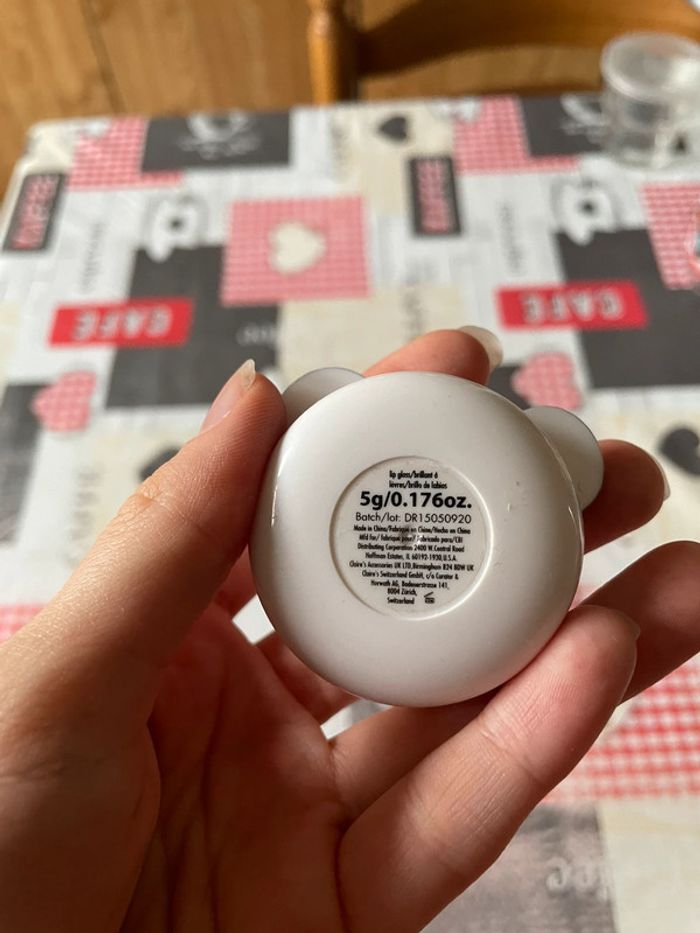 COFFEE
CAFE
CAFE
lip gloss/brillant à
lèvres/brillo de labios
5g/0.176oz.
Batch/lot: DR15050920
Made in China/Fabriqué en Chine/Hecho en China
Mfd for/ Fabriqué pour/ Fabricado para/CBI
Distributing Corporation 2400 W. Central Road
Hoffman Estates, IL 60192-1930,U.S.A.
Claire's Accessories UK LTD,Birmingham B24 8DW UK
Claire's Switzerland GmbH, c/o Curator &
Horwath AG, Badenerstrasse 141,
8004 Zürich,
Switzerland